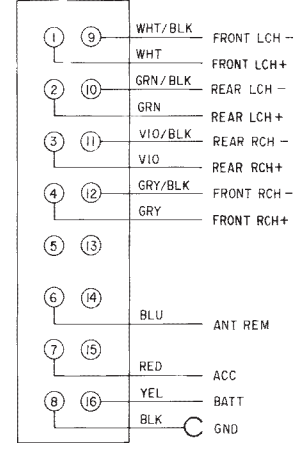 1 9 WHT/BLK FRONT LCH -
WHT FRONT LCH+
2 10 GRN/BLK REAR LCH -
GRN REAR LCH+
3 11 VIO/BLK REAR RCH -
VIO REAR RCH+
4 12 GRY/BLK FRONT RCH -
GRY FRONT RCH+
5 13
6 14
BLU ANT REM
7 15
RED ACC
8 16 YEL BATT
BLK GND